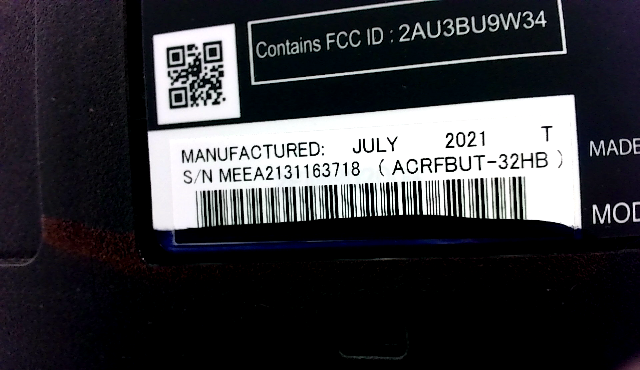 Contains FCC ID : 2AU3BU9W34
MANUFACTURED: JULY 2021 T
S/N MEEA2131163718 ( ACRFBUT-32HB )
MADE
MOD